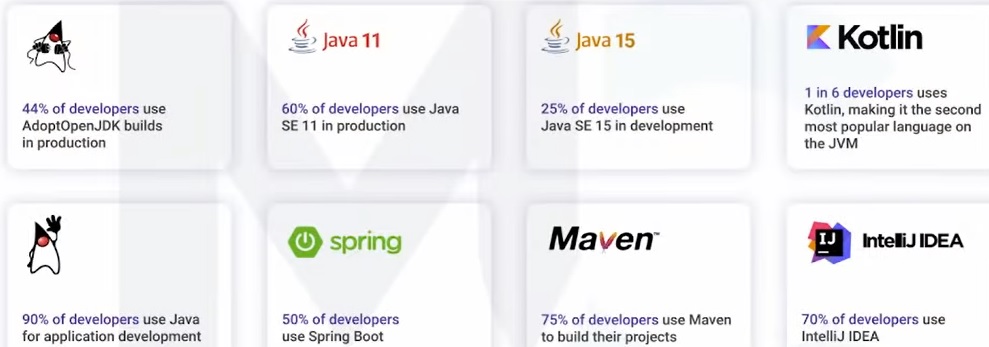 44% of developers use
AdoptOpenJDK builds
in production
Java 11
60% of developers use Java
SE 11 in production
Java 15
25% of developers use
Java SE 15 in development
Kotlin
1 in 6 developers uses
Kotlin, making it the second
most popular language on
the JVM
90% of developers use Java
for application development
spring
50% of developers
use Spring Boot
Maven™
75% of developers use Maven
to build their projects
IJ
IntelliJ IDEA
70% of developers use
IntelliJ IDEA